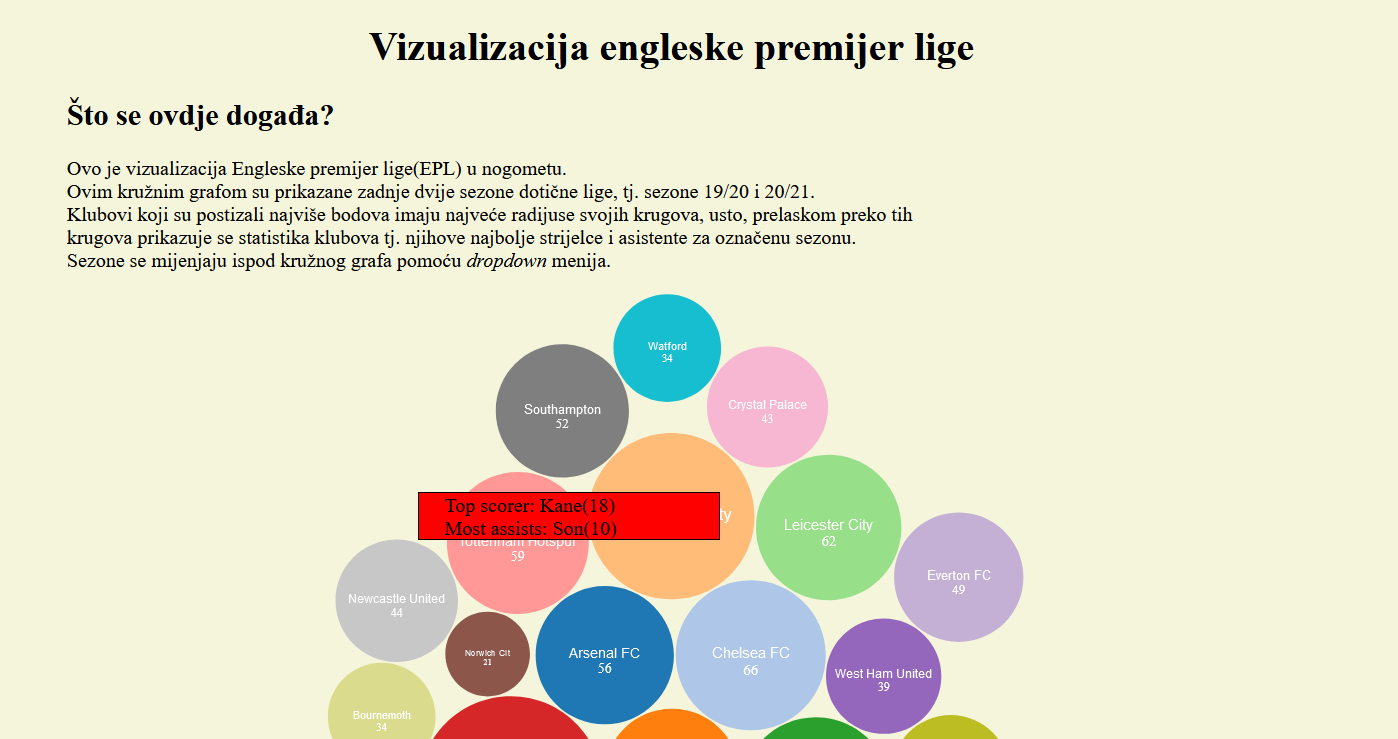 Vizualizacija engleske premijer lige
Što se ovdje događa?
Ovo je vizualizacija Engleske premijer lige(EPL) u nogometu.
Ovim kružnim grafom su prikazane zadnje dvije sezone dotične lige, tj. sezone 19/20 i 20/21.
Klubovi koji su postizali najviše bodova imaju najveće radijuse svojih krugova, usto, prelaskom preko tih
krugova prikazuje se statistika klubova tj. njihove najbolje strijelce i asistente za označenu sezonu.
Sezone se mijenjaju ispod kružnog grafa pomoću dropdown menija.
Watford
34
Crystal Palace
43
Southampton
52
Top scorer: Kane(18)
Most assists: Son(10)
ty
Leicester City
62
Tottenham Hotspur
59
Everton FC
49
Newcastle United
44
Norwich Cit
21
Arsenal FC
56
Chelsea FC
66
West Ham United
39
Bournemoth
34